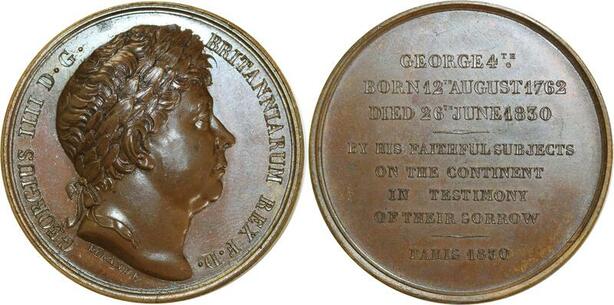 GEORGIUS IIII D.G. BRITANNIARUM REX F.D.
GEORGE 4TH
BORN 12TH AUGUST 1762
DIED 26TH JUNE 1830
BY HIS FAITHFUL SUBJECTS
ON THE CONTINENT
IN TESTIMONY
OF THEIR SORROW
PARIS 1830